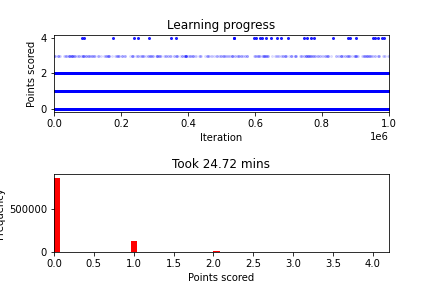 Learning progress
Points scored
4
2
0
0.0 0.2 0.4 0.6 0.8 1.0
Iteration
1e6
Took 24.72 mins
500000
0
0.0 0.5 1.0 1.5 2.0 2.5 3.0 3.5 4.0
Points scored